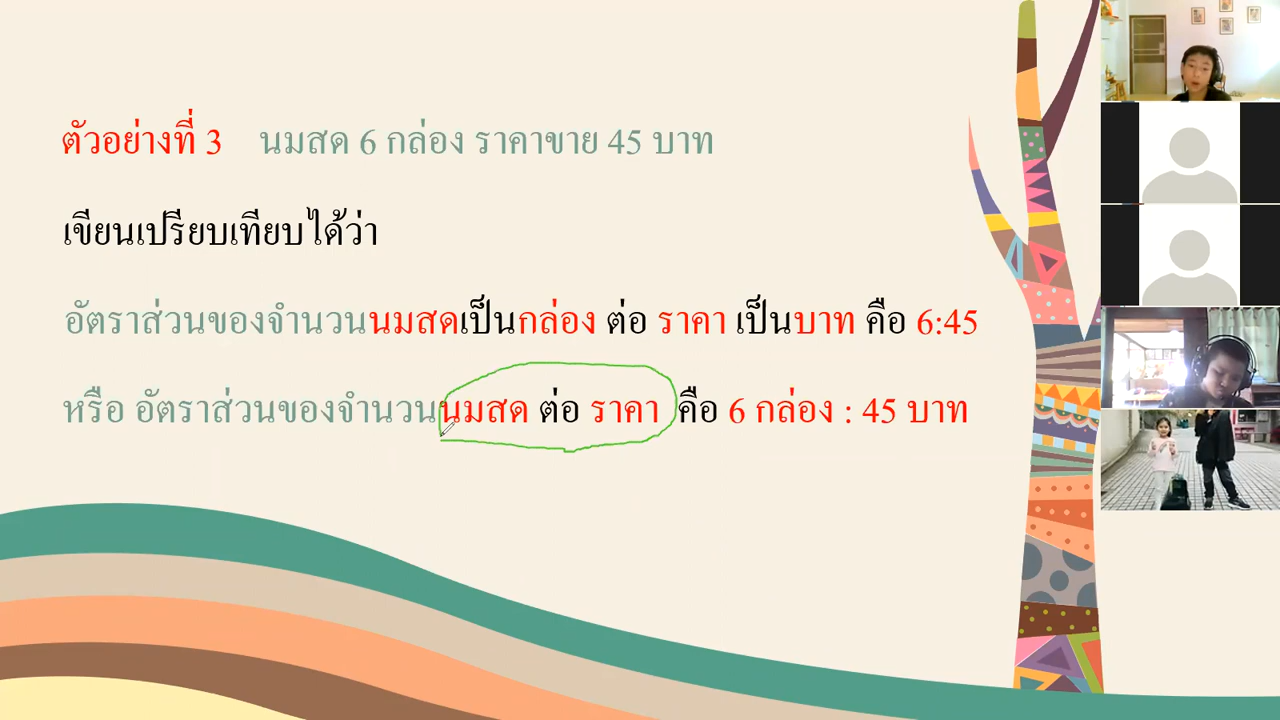 ตัวอย่างที่ 3 นมสด 6 กล่อง ราคาขาย 45 บาท
เขียนเปรียบเทียบได้ว่า
อัตราส่วนของจำนวนนมสดเป็นกล่อง ต่อ ราคา เป็นบาท คือ 6:45
หรือ อัตราส่วนของจำนวนนมสด ต่อ ราคา คือ 6 กล่อง : 45 บาท